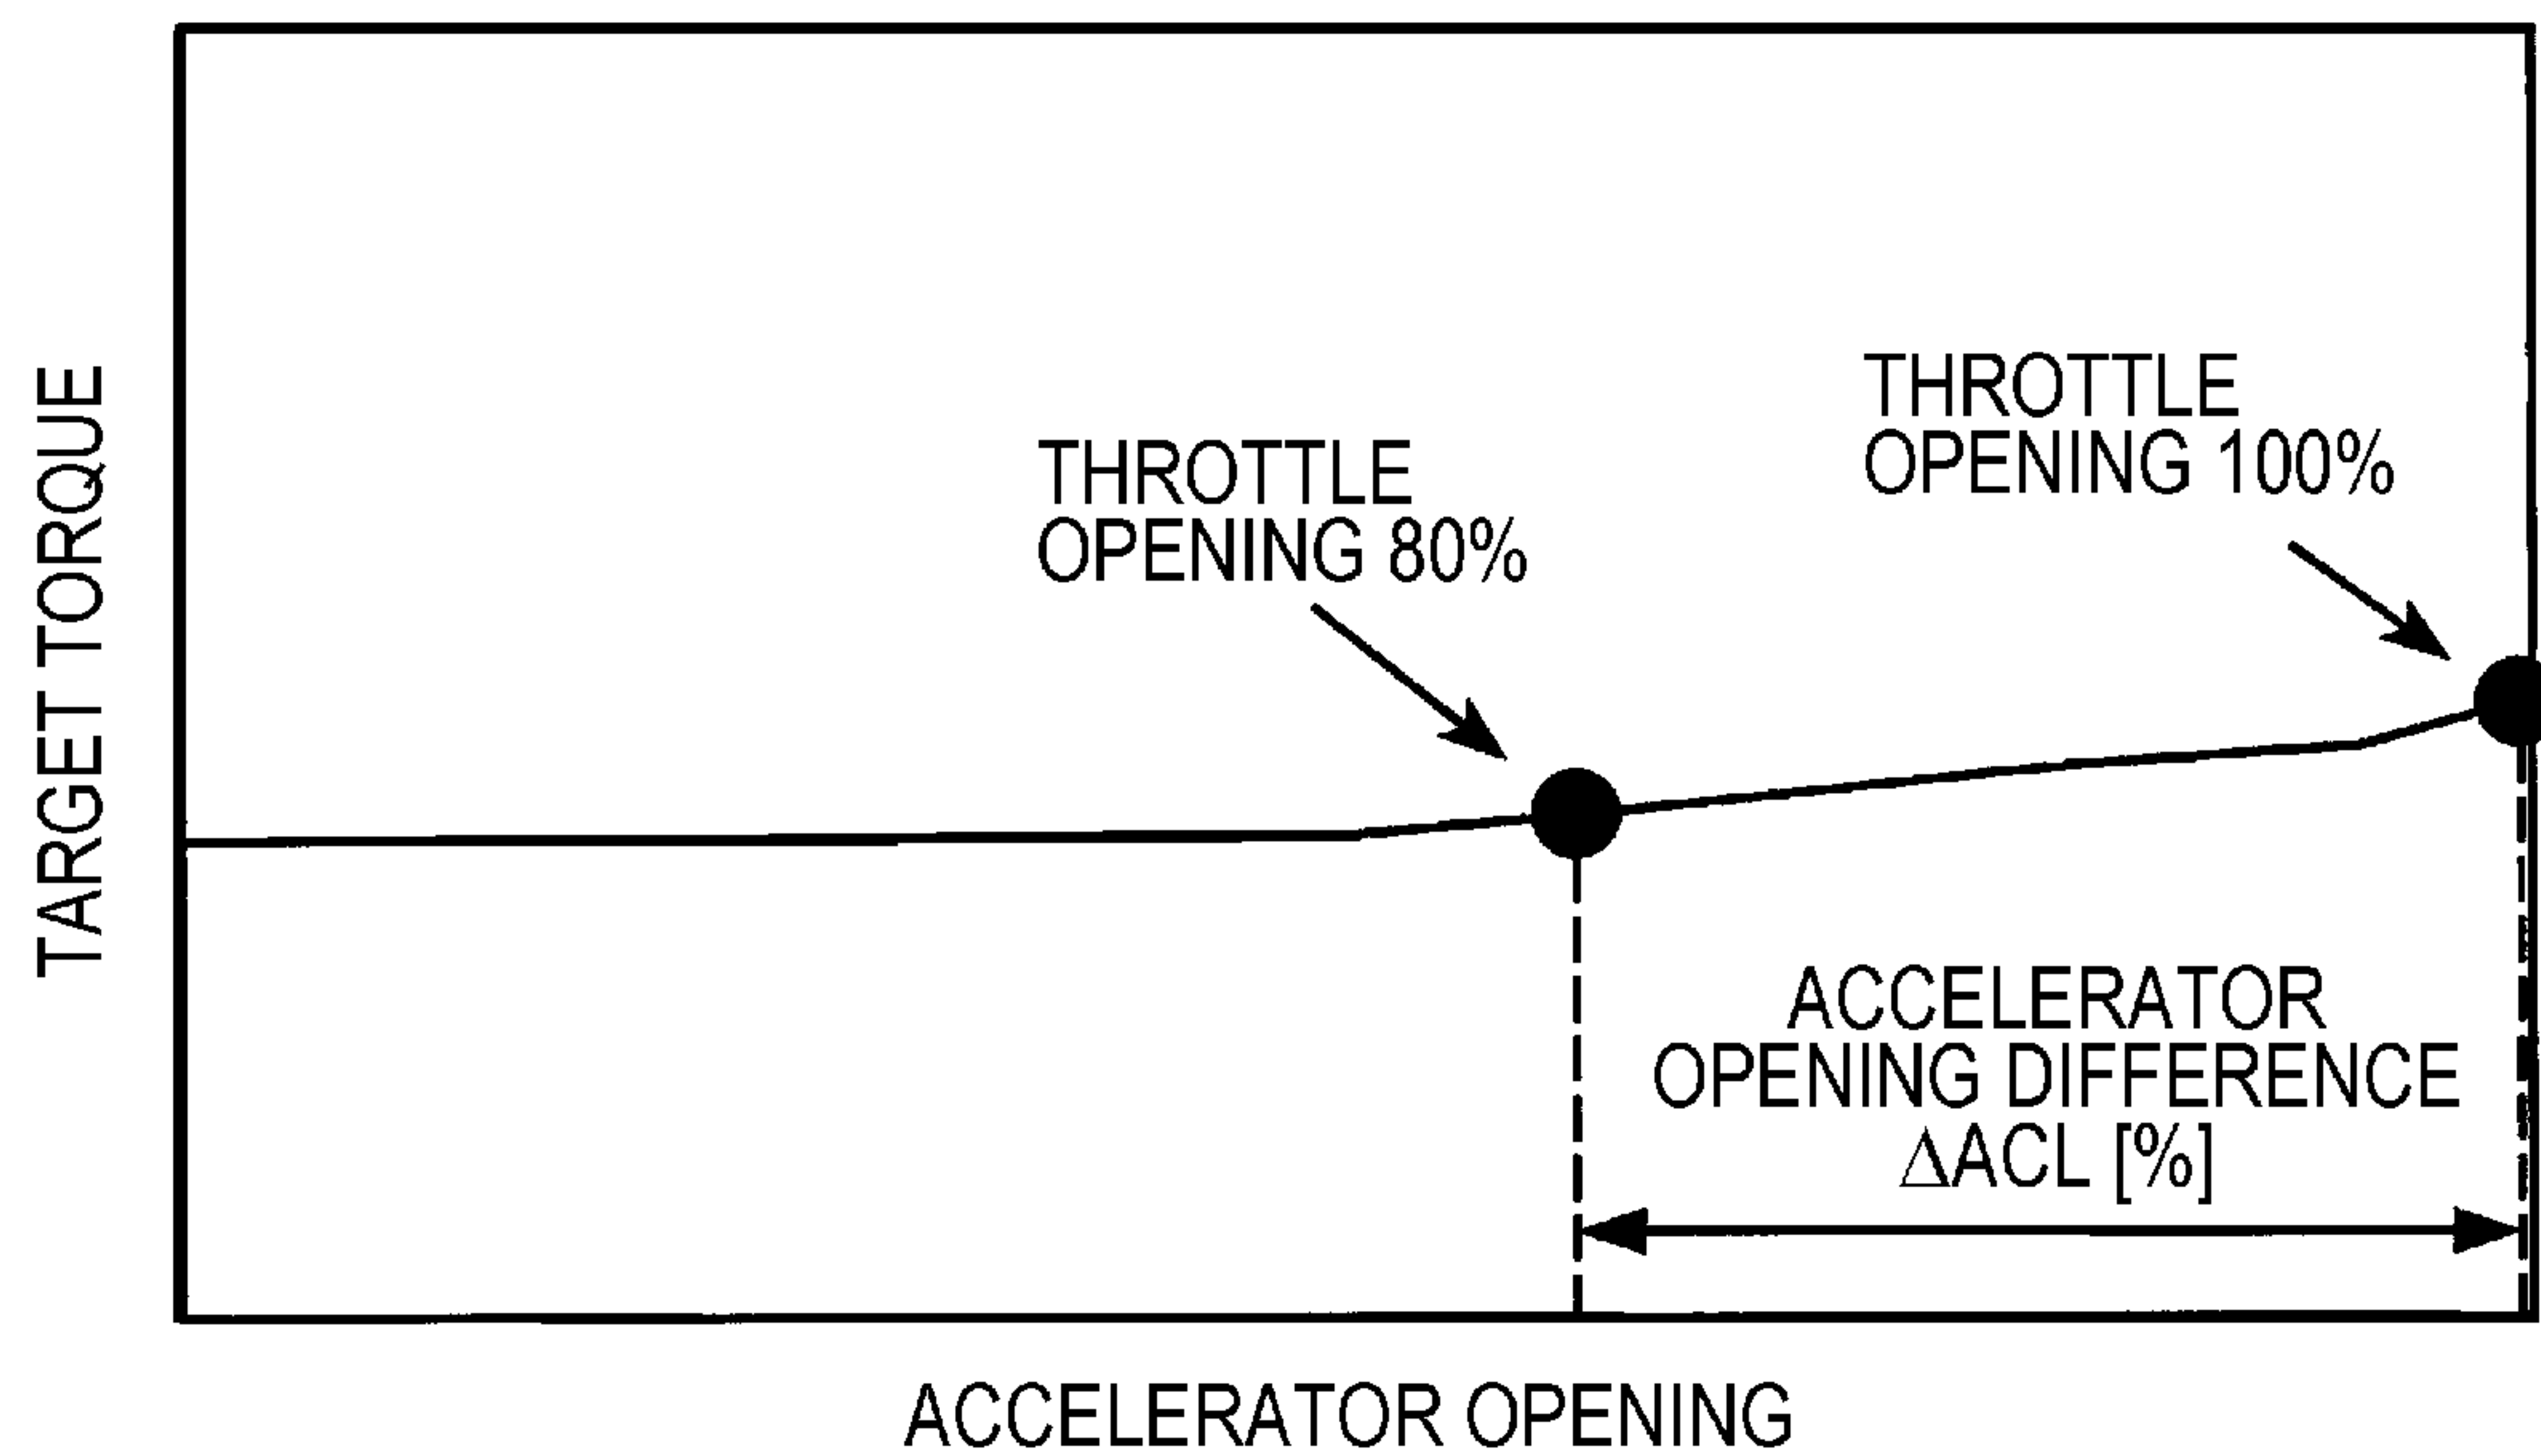 TARGET TORQUE
THROTTLE
OPENING 80%
THROTTLE
OPENING 100%
ACCELERATOR
OPENING DIFFERENCE
ΔACL [%]
ACCELERATOR OPENING